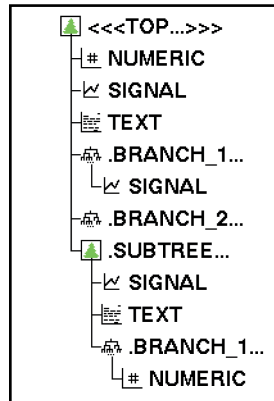 <<<TOP...>>>
# NUMERIC
SIGNAL
TEXT
.BRANCH_1...
SIGNAL
.BRANCH_2...
.SUBTREE...
SIGNAL
TEXT
.BRANCH_1...
# NUMERIC